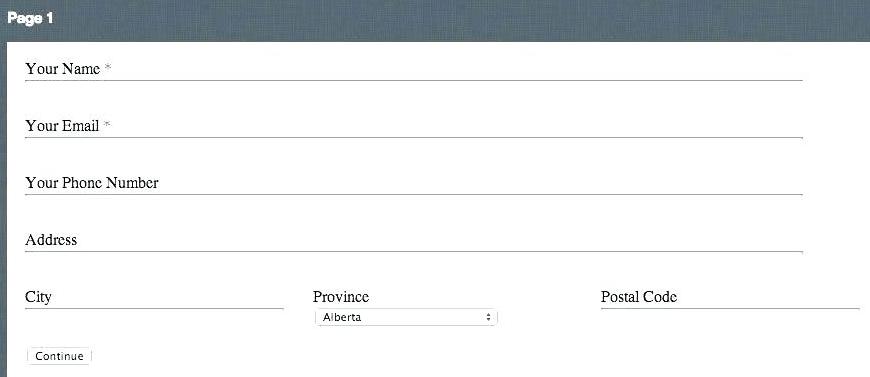 Page 1
Your Name *
Your Email *
Your Phone Number
Address
City Province Postal Code
Alberta
Continue